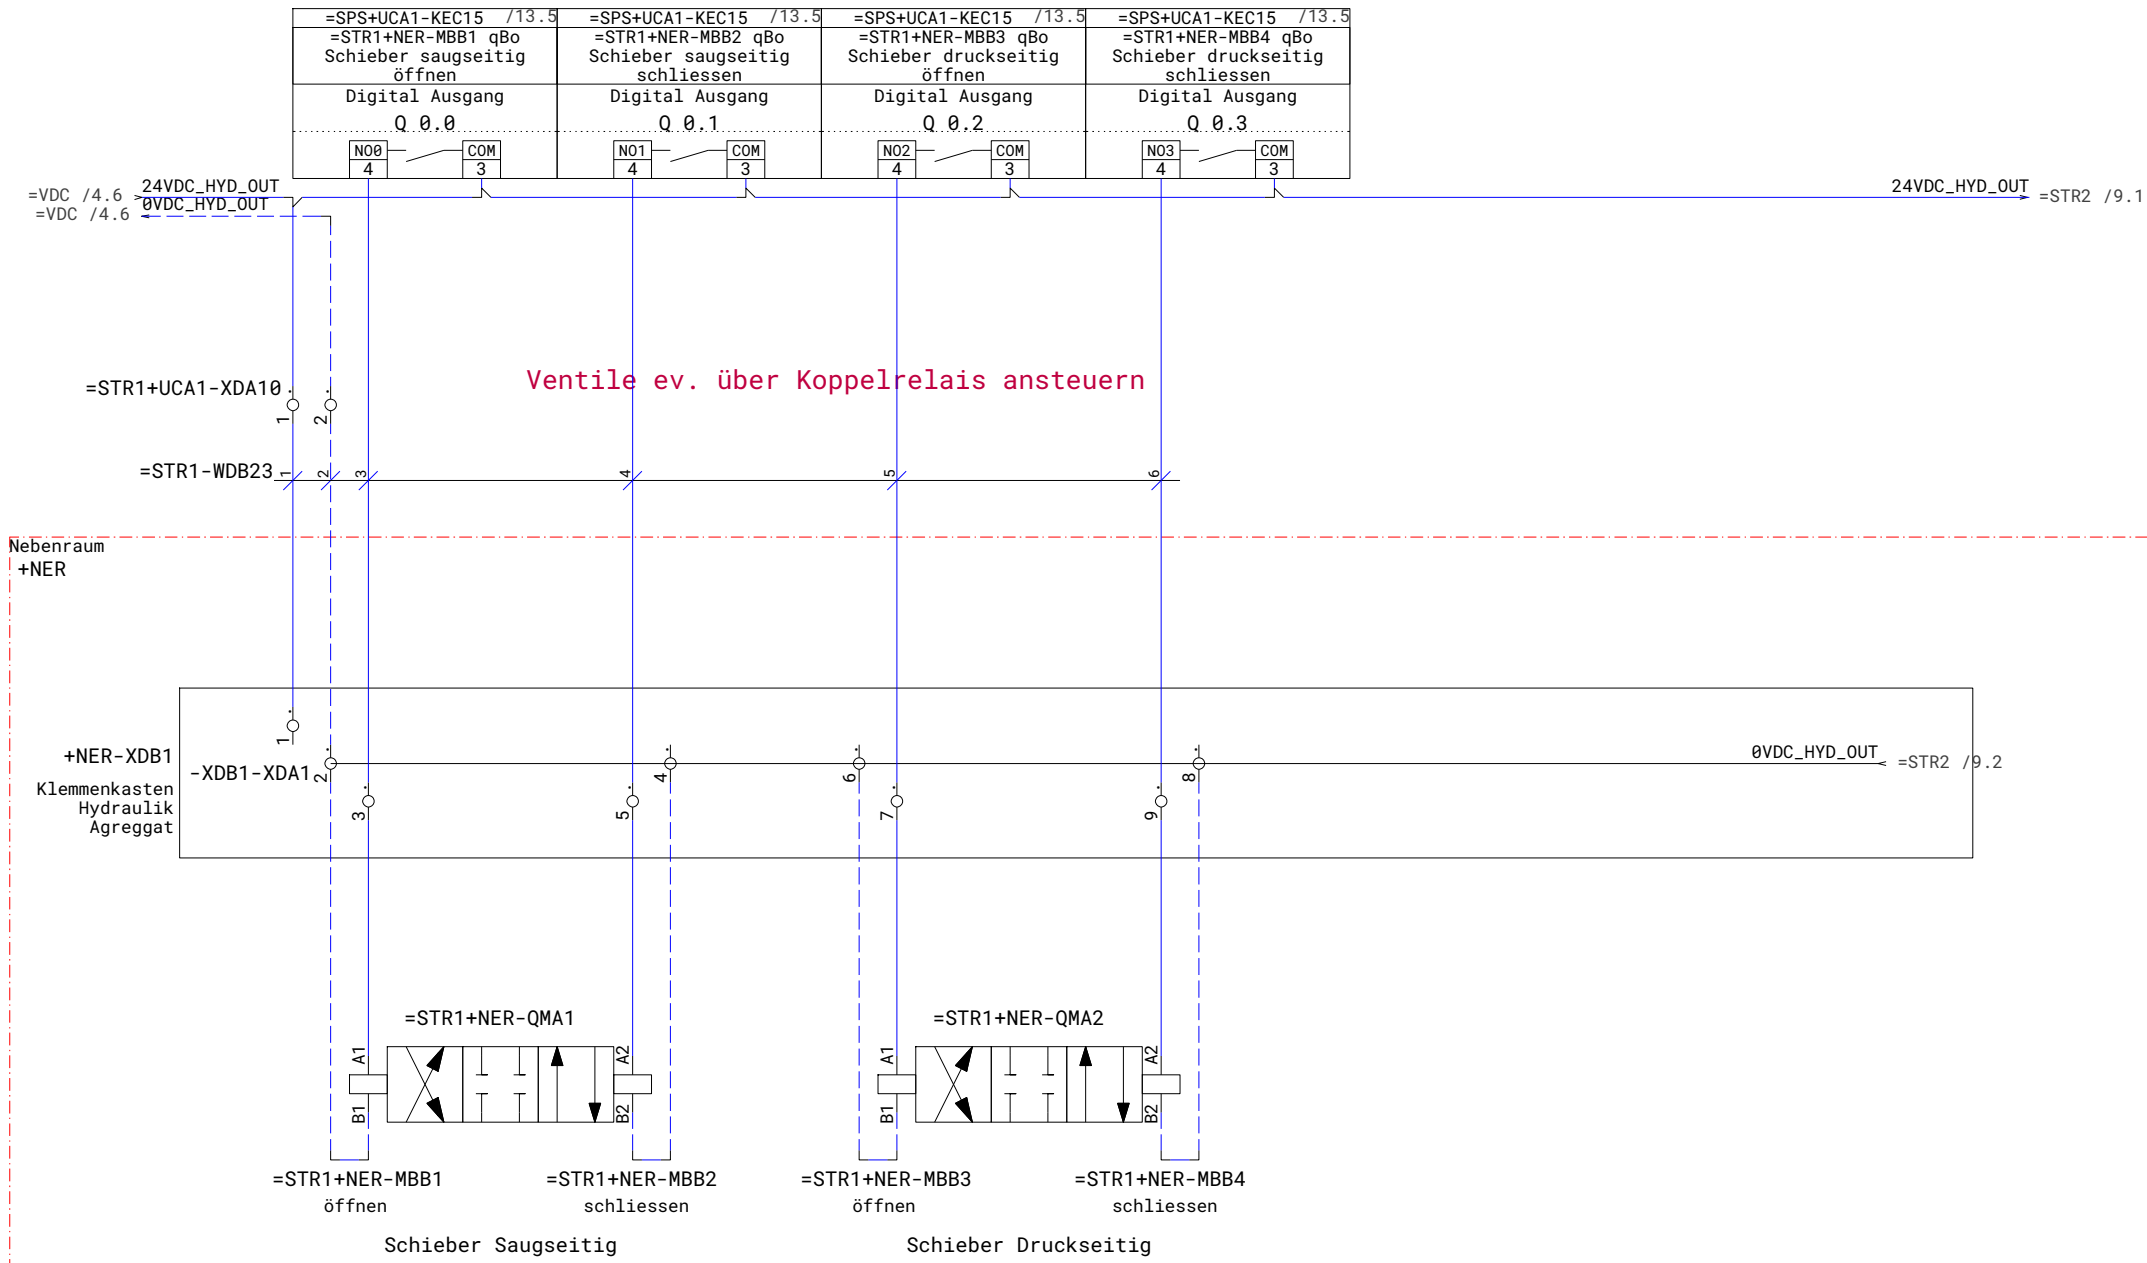 =SPS+UCA1-KEC15 /13.5 =SPS+UCA1-KEC15 /13.5 =SPS+UCA1-KEC15 /13.5 =SPS+UCA1-KEC15 /13.5
=STR1+NER-MBB1 qBo =STR1+NER-MBB2 qBo =STR1+NER-MBB3 qBo =STR1+NER-MBB4 qBo
Schieber saugseitig Schieber saugseitig Schieber druckseitig Schieber druckseitig
öffnen schliessen öffnen schliessen
Digital Ausgang Digital Ausgang Digital Ausgang Digital Ausgang
Q 0.0 Q 0.1 Q 0.2 Q 0.3
NO0 COM NO1 COM NO2 COM NO3 COM
4 3 4 3 4 3 4 3
=VDC /4.6 24VDC_HYD_OUT 24VDC_HYD_OUT =STR2 /9.1
=VDC /4.6 0VDC_HYD_OUT
Ventile ev. über Koppelrelais ansteuern
=STR1+UCA1-XDA10
1 2
=STR1-WDB23 1 2 3 4 5 6
Nebenraum
+NER
1
+NER-XDB1 0VDC_HYD_OUT =STR2 /9.2
-XDB1-XDA1 2 4 6 8
Klemmenkasten
Hydraulik
Agreggat
3 5 7 9
=STR1+NER-QMA1 =STR1+NER-QMA2
A1 A2 A1 A2
B1 B2 B1 B2
=STR1+NER-MBB1 =STR1+NER-MBB2 =STR1+NER-MBB3 =STR1+NER-MBB4
öffnen schliessen öffnen schliessen
Schieber Saugseitig Schieber Druckseitig